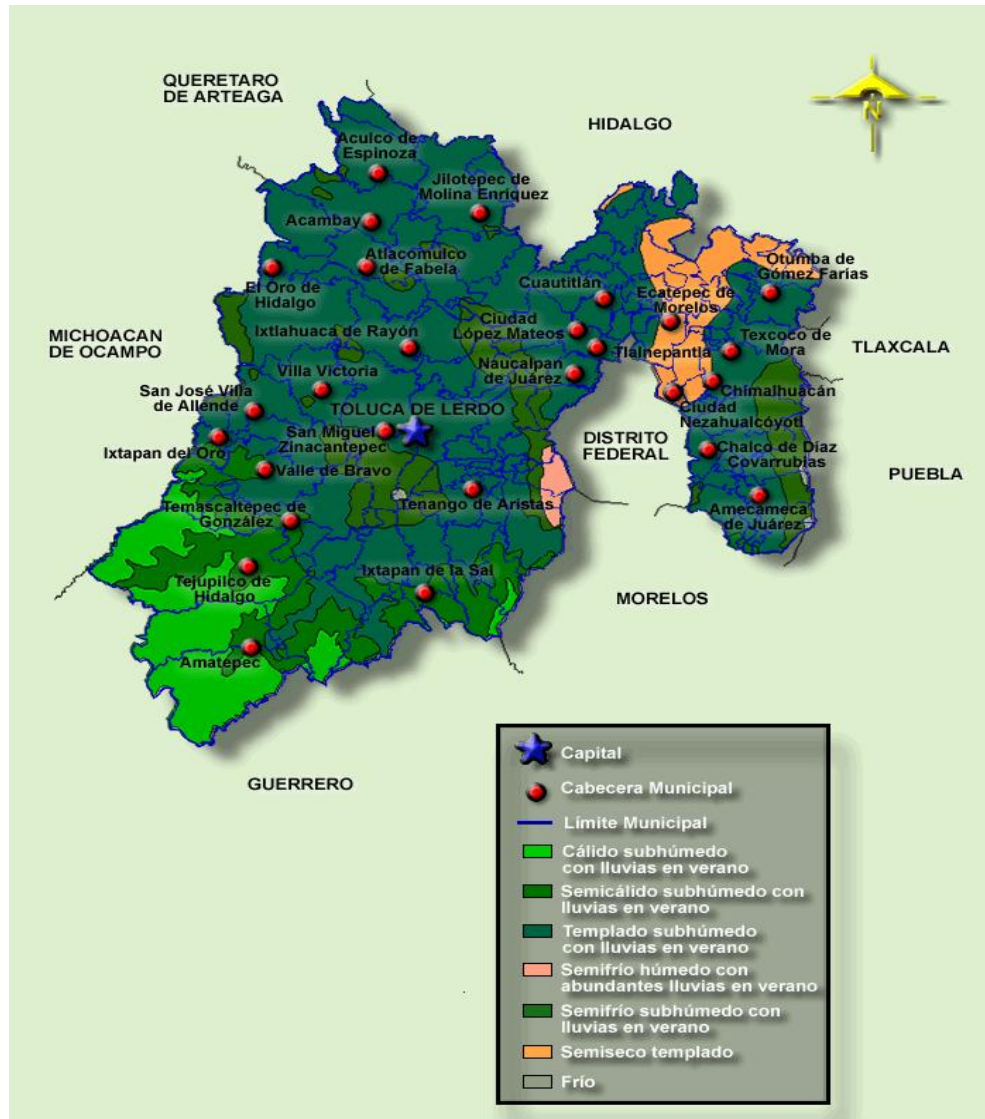 QUERETARO
DE ARTEAGA
HIDALGO
N
Aculco de
Espinoza
Jilotepec de
Molina Enriquez
Acambay
Atlacomulco
de Fabela
El Oro de
Hidalgo
Otumba de
Gómez Farías
Cuautitlán
Ecatepec de
Morelos
MICHOACAN
DE OCAMPO
Ixtlahuaca de Rayón
Ciudad
López Mateos
Tlalnepantla
Texcoco de
Mora
TLAXCALA
Villa Victoria
Naucalpan
de Juárez
San José Villa
de Allende
Chimalhuacán
TOLUCA DE LERDO
Ciudad
Nezahualcóyotl
San Miguel
Zinacantepec
DISTRITO
FEDERAL
Ixtapan del Oro
Chalco de Díaz
Covarrubias
Valle de Bravo
PUEBLA
Tenango de Aristas
Temascaltepec de
González
Amecameca
de Juárez
Ixtapan de la Sal
Tejupilco de
Hidalgo
MORELOS
Amatepec
GUERRERO
Capital
Cabecera Municipal
Límite Municipal
Cálido subhúmedo
con lluvias en verano
Semicálido subhúmedo con
lluvias en verano
Templado subhúmedo
con lluvias en verano
Semifrío húmedo con
abundantes lluvias en verano
Semifrío subhúmedo con
lluvias en verano
Semiseco templado
Frío